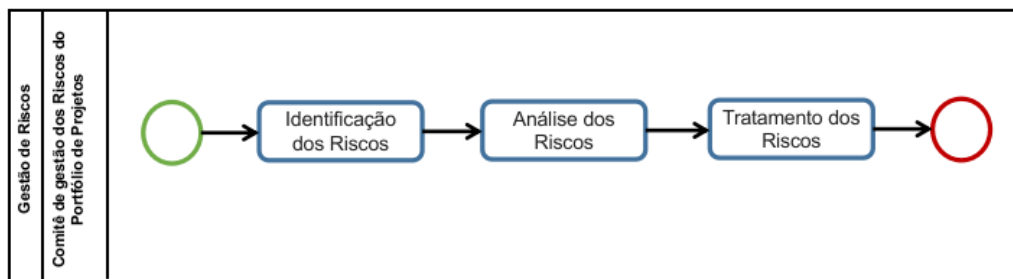 Gestão de Riscos
Comitê de gestão dos Riscos do
Portfólio de Projetos
Identificação
dos Riscos
Análise dos
Riscos
Tratamento dos
Riscos